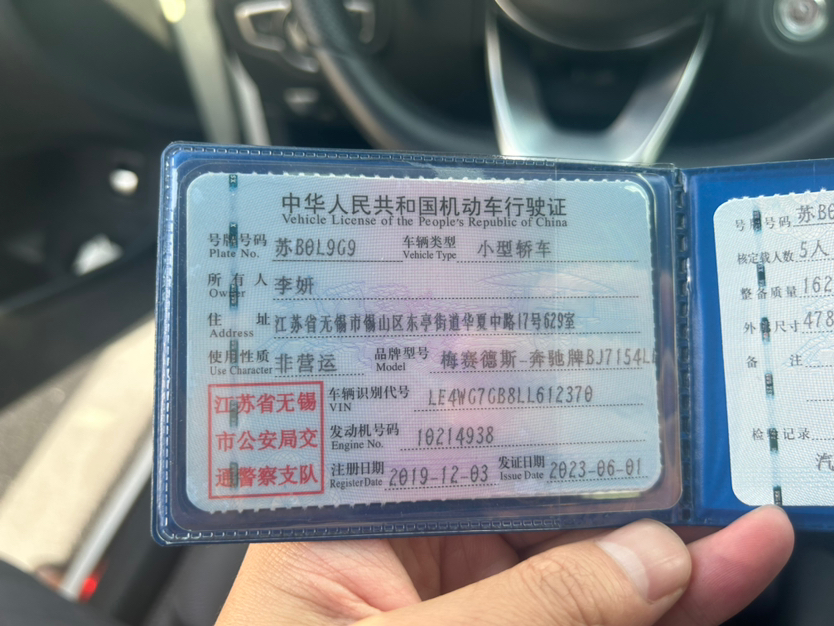 中华人民共和国机动车行驶证
Vehicle License of the People's Republic of China
号牌号码 苏B0L9G9 车辆类型 小型轿车
Plate No. Vehicle Type
所有人 李妍
Owner
住址 江苏省无锡市锡山区东亭街道华夏中路17号629室
Address
使用性质 非营运 品牌型号 梅赛德斯-奔驰牌BJ7154L
Use Character Model
江苏省无锡
市公安局交
通警察支队
车辆识别代号 LE4WG7GB8LL612370
VIN
发动机号码 10214938
Engine No.
注册日期 2019-12-03 发证日期 2023-06-01
Register Date Issue Date
号牌号码 苏B0
核定载人数 5人
整备质量 162
外廓尺寸 478
备注
检验记录
汽